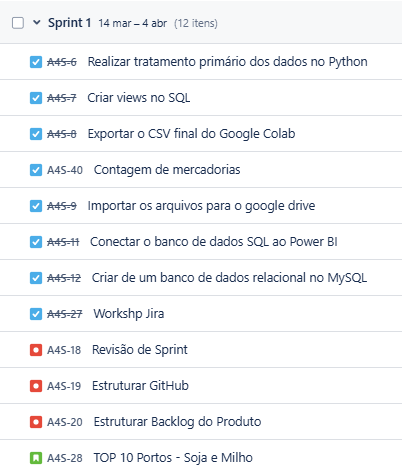 Sprint 1 14 mar – 4 abr (12 itens)
A4S-6 Realizar tratamento primário dos dados no Python
A4S-7 Criar views no SQL
A4S-8 Exportar o CSV final do Google Colab
A4S-40 Contagem de mercadorias
A4S-9 Importar os arquivos para o google drive
A4S-11 Conectar o banco de dados SQL ao Power BI
A4S-12 Criar de um banco de dados relacional no MySQL
A4S-27 Workshp Jira
A4S-18 Revisão de Sprint
A4S-19 Estruturar GitHub
A4S-20 Estruturar Backlog do Produto
A4S-28 TOP 10 Portos - Soja e Milho